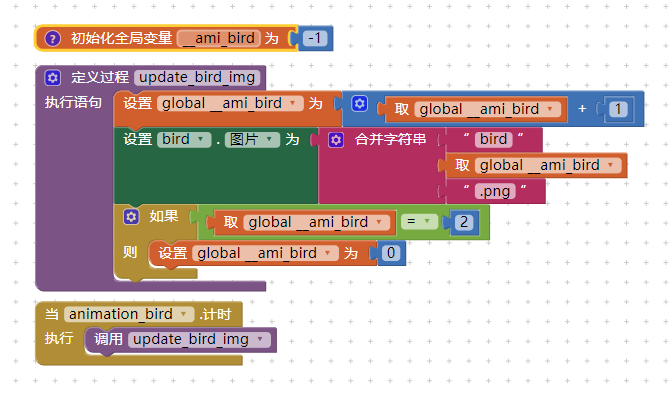 初始化全局变量 __ami_bird 为 -1
定义过程 update_bird_img
执行语句 设置 global __ami_bird 为 取 global __ami_bird + 1
设置 bird . 图片 为 合并字符串 " bird "
取 global __ami_bird
" .png "
如果 取 global __ami_bird = 2
则 设置 global __ami_bird 为 0
当 animation_bird .计时
执行 调用 update_bird_img